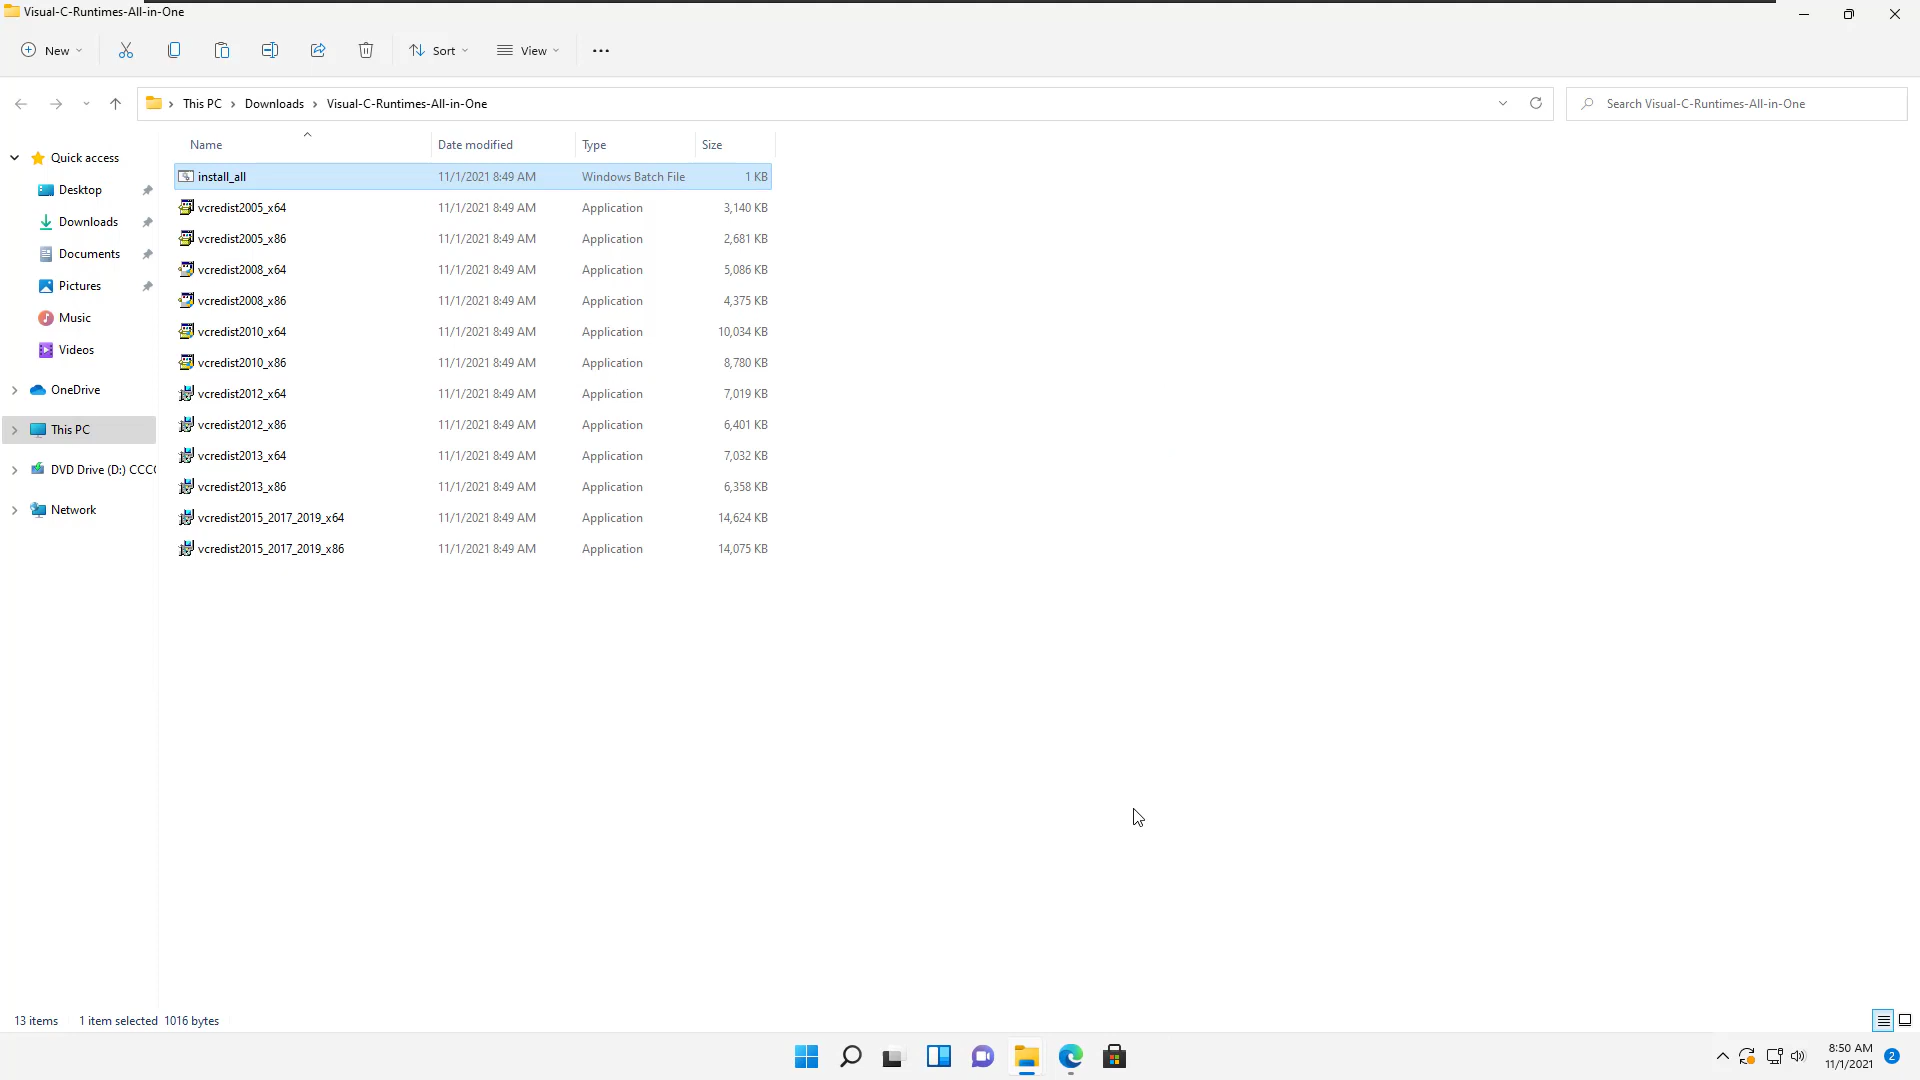 Visual-C-Runtimes-All-in-One
New Sort View
This PC Downloads Visual-C-Runtimes-All-in-One Search Visual-C-Runtimes-All-in-One
Name Date modified Type Size
Quick access
Desktop
Downloads
Documents
Pictures
Music
Videos
OneDrive
This PC
DVD Drive (D:) CCC
Network
install_all 11/1/2021 8:49 AM Windows Batch File 1 KB
vcredist2005_x64 11/1/2021 8:49 AM Application 3,140 KB
vcredist2005_x86 11/1/2021 8:49 AM Application 2,681 KB
vcredist2008_x64 11/1/2021 8:49 AM Application 5,086 KB
vcredist2008_x86 11/1/2021 8:49 AM Application 4,375 KB
vcredist2010_x64 11/1/2021 8:49 AM Application 10,034 KB
vcredist2010_x86 11/1/2021 8:49 AM Application 8,780 KB
vcredist2012_x64 11/1/2021 8:49 AM Application 7,019 KB
vcredist2012_x86 11/1/2021 8:49 AM Application 6,401 KB
vcredist2013_x64 11/1/2021 8:49 AM Application 7,032 KB
vcredist2013_x86 11/1/2021 8:49 AM Application 6,358 KB
vcredist2015_2017_2019_x64 11/1/2021 8:49 AM Application 14,624 KB
vcredist2015_2017_2019_x86 11/1/2021 8:49 AM Application 14,075 KB
13 items 1 item selected 1016 bytes
8:50 AM
11/1/2021
2